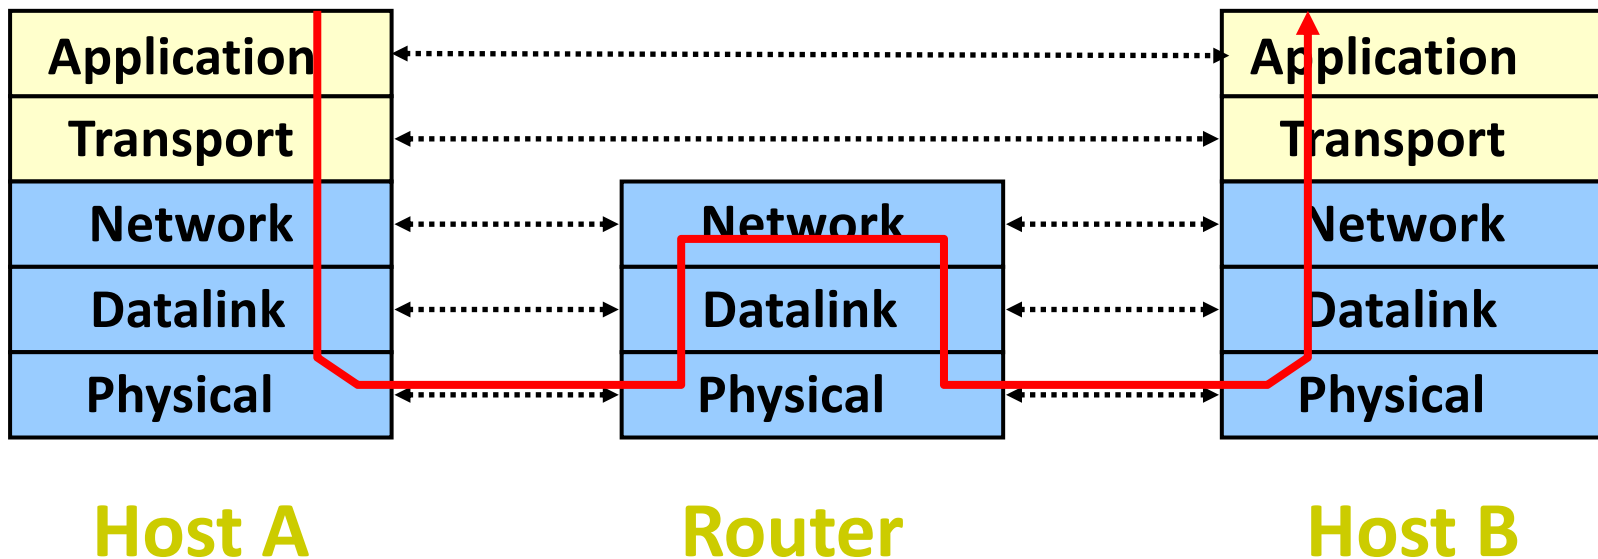 Application
Transport
Network
Datalink
Physical
Host A
Network
Datalink
Physical
Router
Application
Transport
Network
Datalink
Physical
Host B